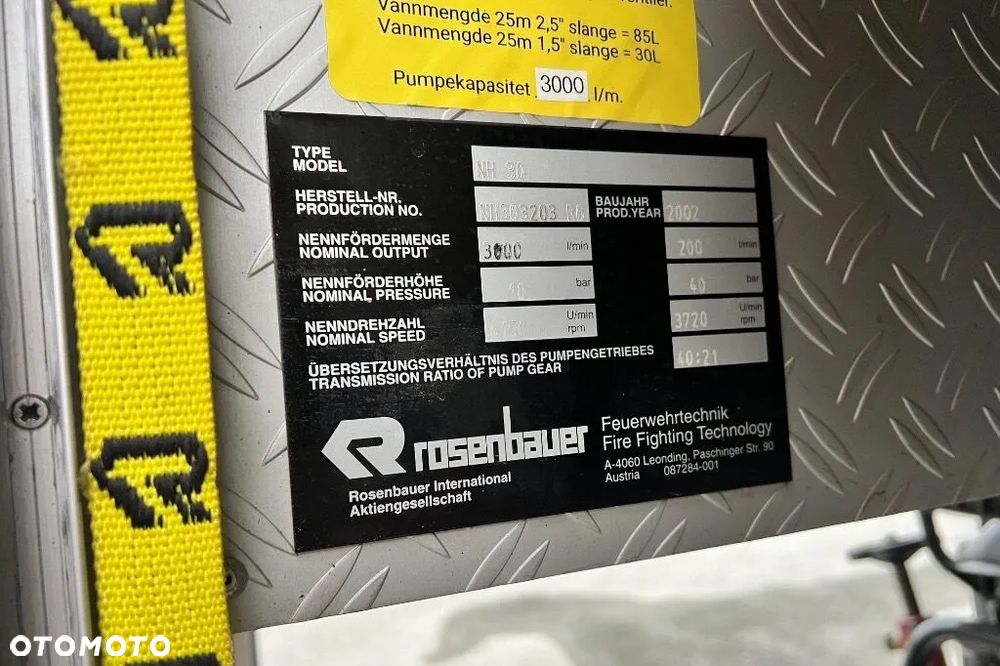 Vannmengde 25m 2,5" slange = 85L
Vannmengde 25m 1,5" slange = 30L
Pumpekapasitet 3000 l/m.
TYPE
MODEL
NH 30
HERSTELL-NR.
PRODUCTION NO.
BAUJAHR
PROD.YEAR
2002
NENNFÖRDERMENGE
NOMINAL OUTPUT
3000 l/min
200 l/min
NENNFÖRDERHÖHE
NOMINAL PRESSURE
10 bar
40 bar
NENNDREHZAHL
NOMINAL SPEED
U/min
rpm
3720 U/min
rpm
ÜBERSETZUNGSVERHÄLTNIS DES PUMPENGETRIEBES
TRANSMISSION RATIO OF PUMP GEAR
40:21
rosenbauer
Feuerwehrtechnik
Fire Fighting Technology
Rosenbauer International
Aktiengesellschaft
A-4060 Leonding, Paschinger Str. 90
Austria 087284-001
OTOMOTO